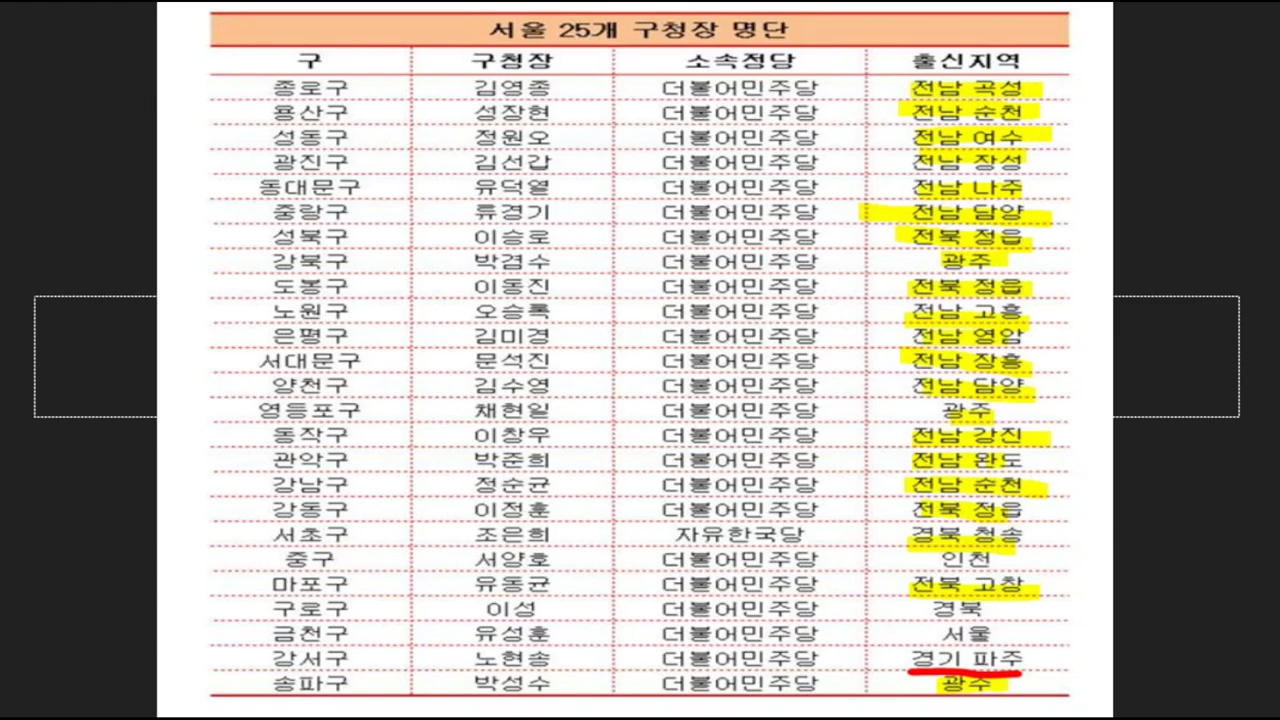 서울 25개 구청장 명단
구 구청장 소속정당 출신지역
종로구 김영종 더불어민주당 전남 곡성
용산구 성장현 더불어민주당 전남 순천
성동구 정원오 더불어민주당 전남 여수
광진구 김선갑 더불어민주당 전남 장성
동대문구 유덕열 더불어민주당 전남 나주
중랑구 류경기 더불어민주당 전남 담양
성북구 이승로 더불어민주당 전북 정읍
강북구 박겸수 더불어민주당 광주
도봉구 이동진 더불어민주당 전북 정읍
노원구 오승록 더불어민주당 전남 고흥
은평구 김미경 더불어민주당 전남 영암
서대문구 문석진 더불어민주당 전남 장흥
양천구 김수영 더불어민주당 전남 담양
영등포구 채현일 더불어민주당 광주
동작구 이창우 더불어민주당 전남 강진
관악구 박준희 더불어민주당 전남 완도
강남구 정순균 더불어민주당 전남 순천
강동구 이정훈 더불어민주당 전북 정읍
서초구 조은희 자유한국당 경북 청송
중구 서양호 더불어민주당 인천
마포구 유동균 더불어민주당 전북 고창
구로구 이성 더불어민주당 경북
금천구 유성훈 더불어민주당 서울
강서구 노현송 더불어민주당 경기 파주
송파구 박성수 더불어민주당 광주